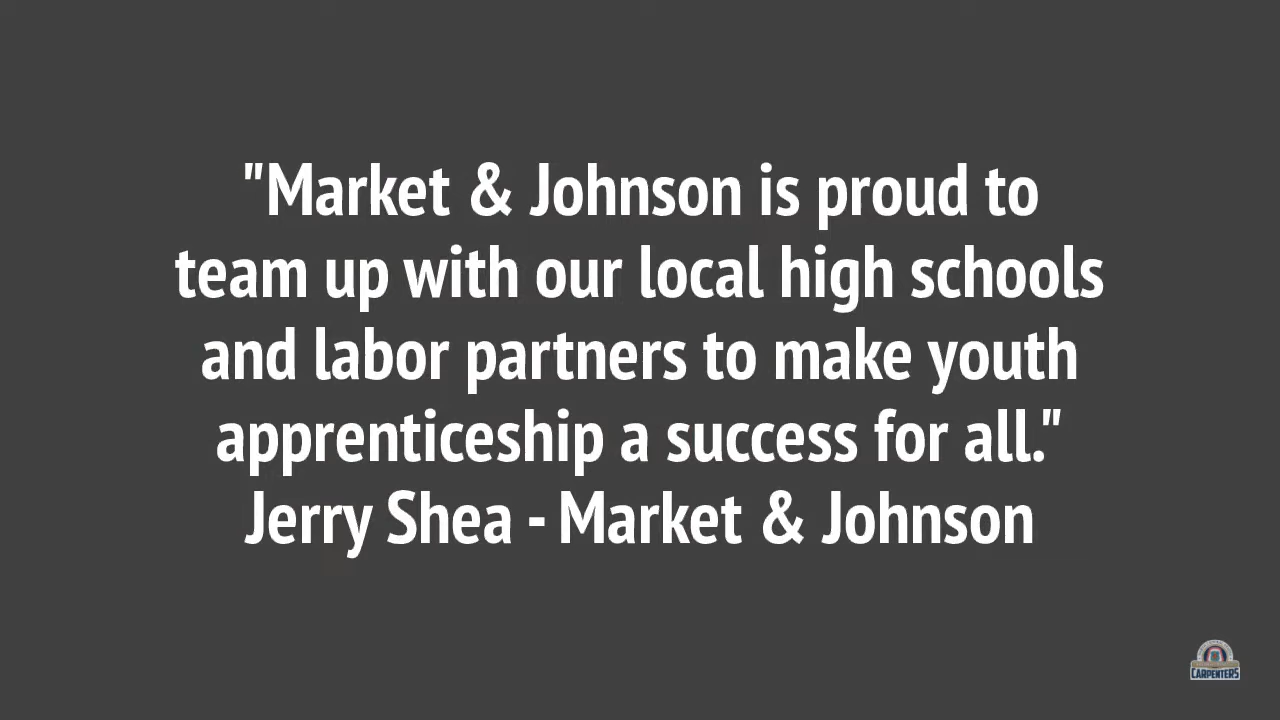 "Market & Johnson is proud to
team up with our local high schools
and labor partners to make youth
apprenticeship a success for all."
Jerry Shea - Market & Johnson
CARPENTERS